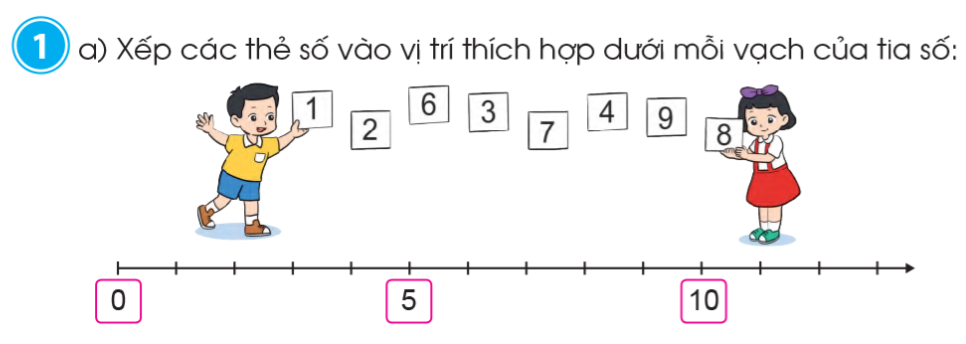 1 a) Xếp các thẻ số vào vị trí thích hợp dưới mỗi vạch của tia số:
1 2 6 3 7 4 9 8
0 5 10